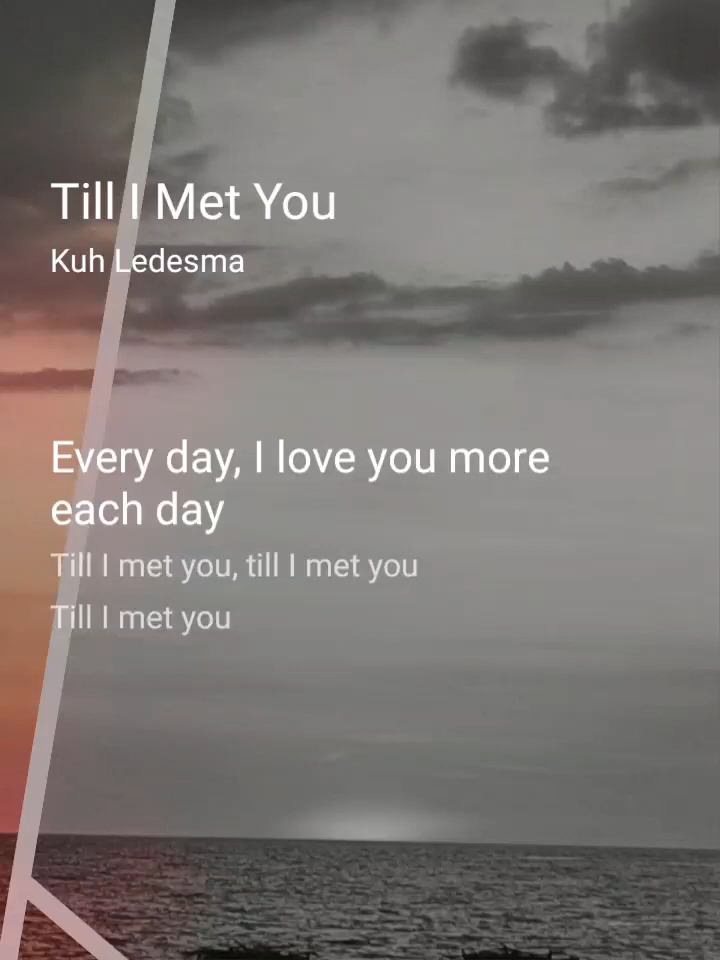 Till I Met You
Kuh Ledesma
Every day, I love you more
each day
Till I met you, till I met you
Till I met you